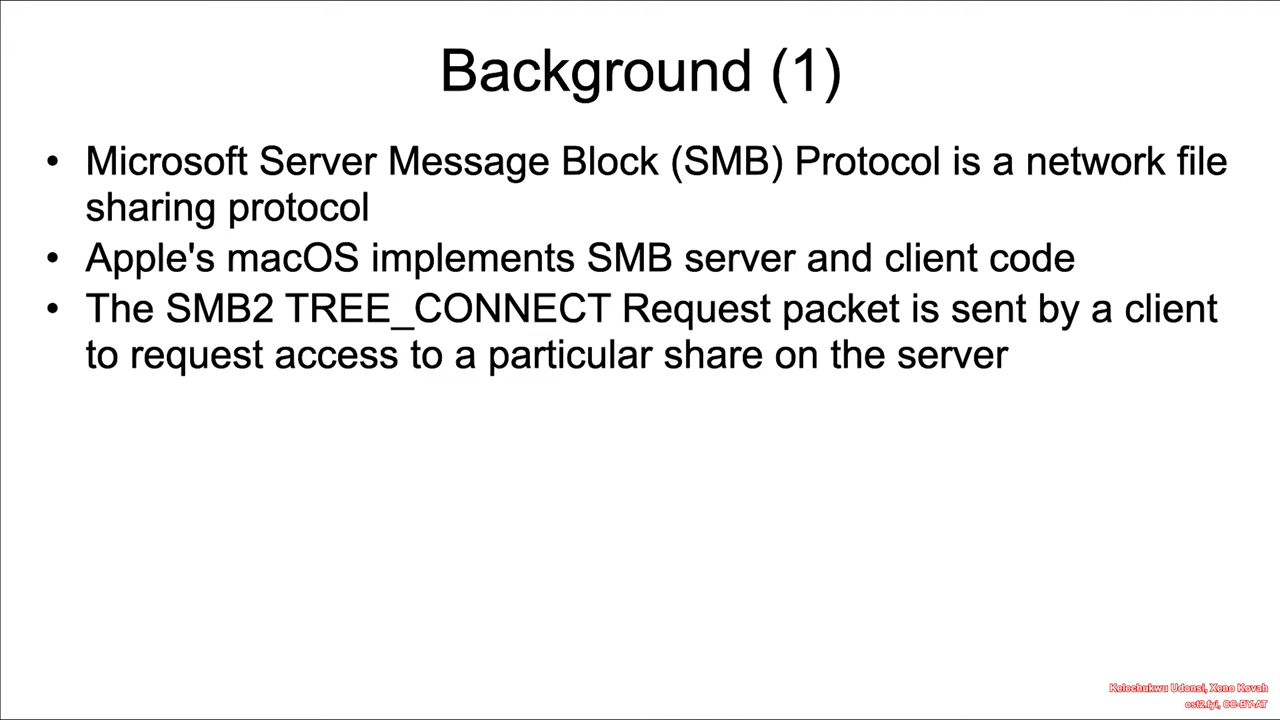 Background (1)
• Microsoft Server Message Block (SMB) Protocol is a network file
sharing protocol
• Apple's macOS implements SMB server and client code
• The SMB2 TREE_CONNECT Request packet is sent by a client
to request access to a particular share on the server
Kelechukwu Udonsi, Xeno Kovah
ost2.fyi, CC-BY-AT